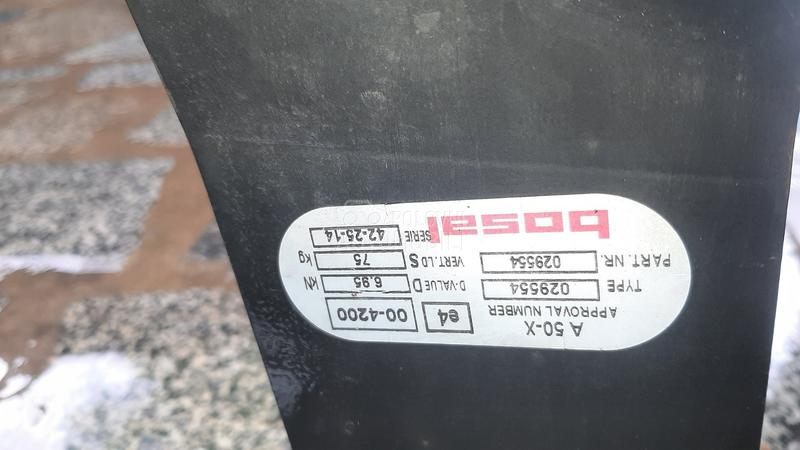 A 50-X
APPROVAL NUMBER e4 00-4200
TYPE 029554 D-VALUE D 6.95 kN
PART. NR. 029554 VERT. LD S 75 kg
bosal SERIE 42-25-14